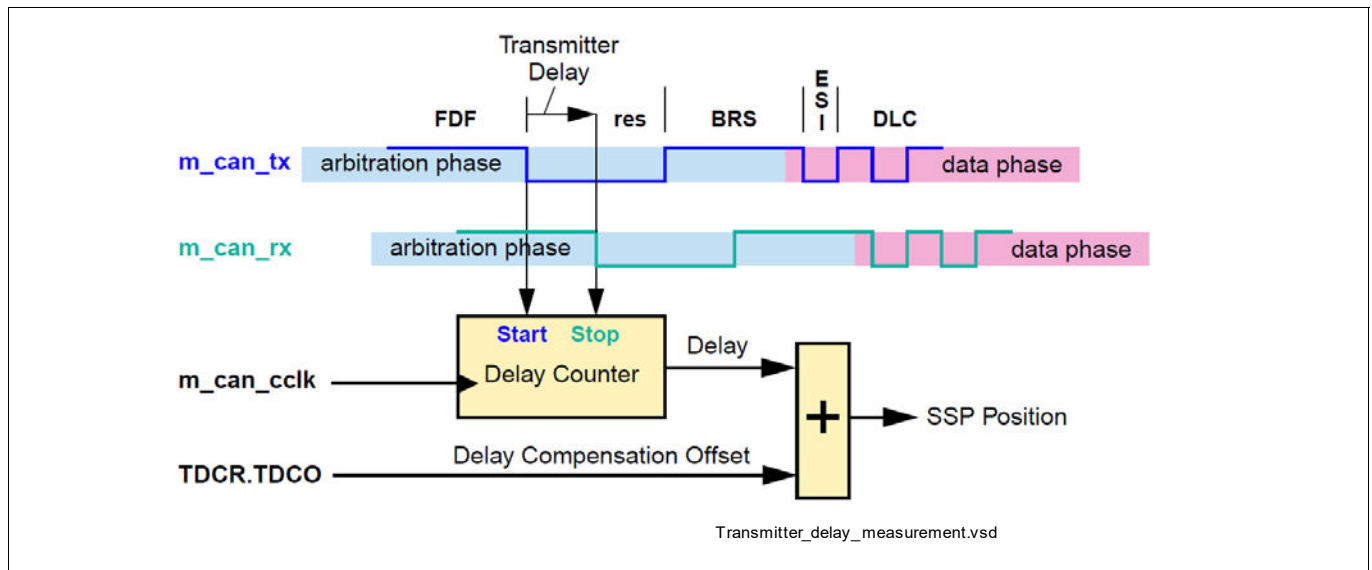 Transmitter
Delay
FDF
res
BRS
E
S
I
DLC
m_can_tx
arbitration phase
data phase
m_can_rx
arbitration phase
data phase
Start
Stop
Delay Counter
m_can_cclk
Delay
+
SSP Position
Delay Compensation Offset
TDCR.TDCO
Transmitter_delay_measurement.vsd